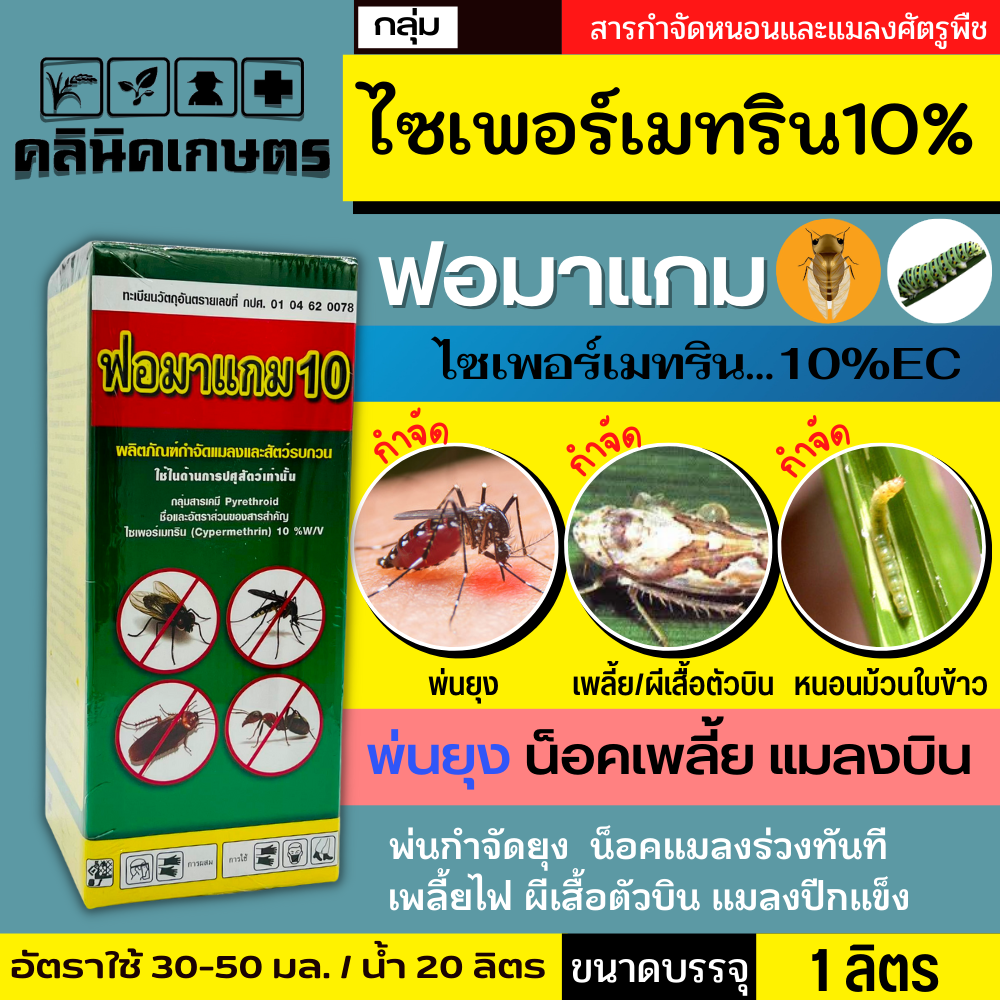 กลุ่ม
สารกำจัดหนอนและแมลงศัตรูพืช
ไซเพอร์เมทริน10%
คลินิคเกษตร
ฟอมาแกม
ไซเพอร์เมทริน...10%EC
ทะเบียนวัตถุอันตรายเลขที่ กปศ. 01 04 62 0078
ฟอมาแกม10
ผลิตภัณฑ์กำจัดแมลงและสัตว์รบกวน
ใช้ในด้านการปศุสัตว์เท่านั้น
กลุ่มสารเคมี Pyrethroid
ชื่อและอัตราส่วนของสารสำคัญ
ไซเพอร์เมทริน (Cypermethrin) 10 %W/V
การผสม
การใช้
กำจัด
กำจัด
กำจัด
พ่นยุง
เพลี้ย/ผีเสื้อตัวบิน
หนอนม้วนใบข้าว
พ่นยุง น็อคเพลี้ย แมลงบิน
พ่นกำจัดยุง น็อคแมลงร่วงทันที
เพลี้ยไฟ ผีเสื้อตัวบิน แมลงปีกแข็ง
อัตราใช้ 30-50 มล. / น้ำ 20 ลิตร
ขนาดบรรจุ
1 ลิตร